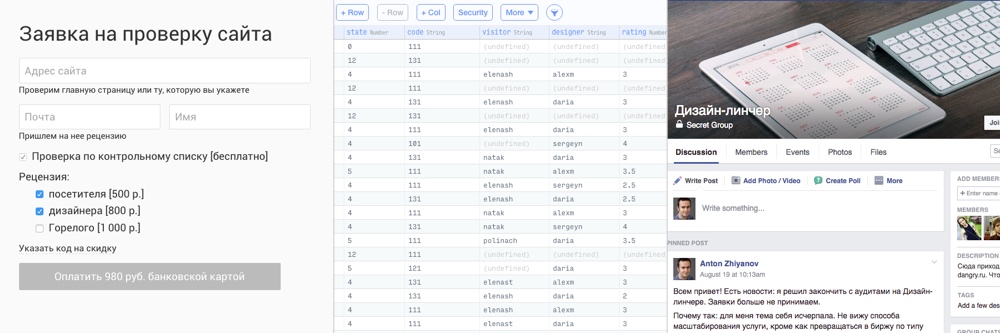 Заявка на проверку сайта
Адрес сайта
Проверим главную страницу или ту, которую вы укажете
Почта Имя
Пришлем на нее рецензию
Проверка по контрольному списку [бесплатно]
Рецензия:
посетителя [500 р.]
дизайнера [800 р.]
Горелого [1 000 р.]
Указать код на скидку
Оплатить 980 руб. банковской картой
+ Row - Row + Col Security More
state Number code String visitor String designer String rating Number
0 111 (undefined) (undefined) (undefined)
12 131 (undefined) (undefined) (undefined)
4 111 elenash alexm 3
12 111 (undefined) (undefined) (undefined)
4 131 elenash daria 3
12 131 (undefined) (undefined) (undefined)
4 111 elenash daria 3
4 101 (undefined) sergeyn 4
4 131 natak daria 3
5 111 natak alexm 3.5
4 111 elenash sergeyn 2.5
4 131 elenash daria 2.5
4 111 natak alexm 3
4 131 natak sergeyn 4
5 111 polinach daria 3.5
12 111 (undefined) (undefined) (undefined)
5 121 (undefined) daria 3
4 131 elenast alexm 3
4 131 elenast daria 2
4 131 elenast alexm 3
4 111 elenast daria 3
Дизайн-линчер
Secret Group
Discussion Members Events Photos Files
Write Post Add Photo / Video Create Poll More
Write something...
PINNED POST
Anton Zhiyanov
August 19 at 10:13am
Всем привет! Есть новости: я решил закончить с аудитами на Дизайн-
линчере. Заявки больше не принимаем.
Почему так: для меня тема себя исчерпала. Не вижу способа
масштабирования услуги, кроме как превращаться в биржу по типу
ADD MEMBERS
+ Enter name
MEMBERS
DESCRIPTION
Сюда приход
dangry.ru. Что
TAGS
Add a few des
GROUP CHATS